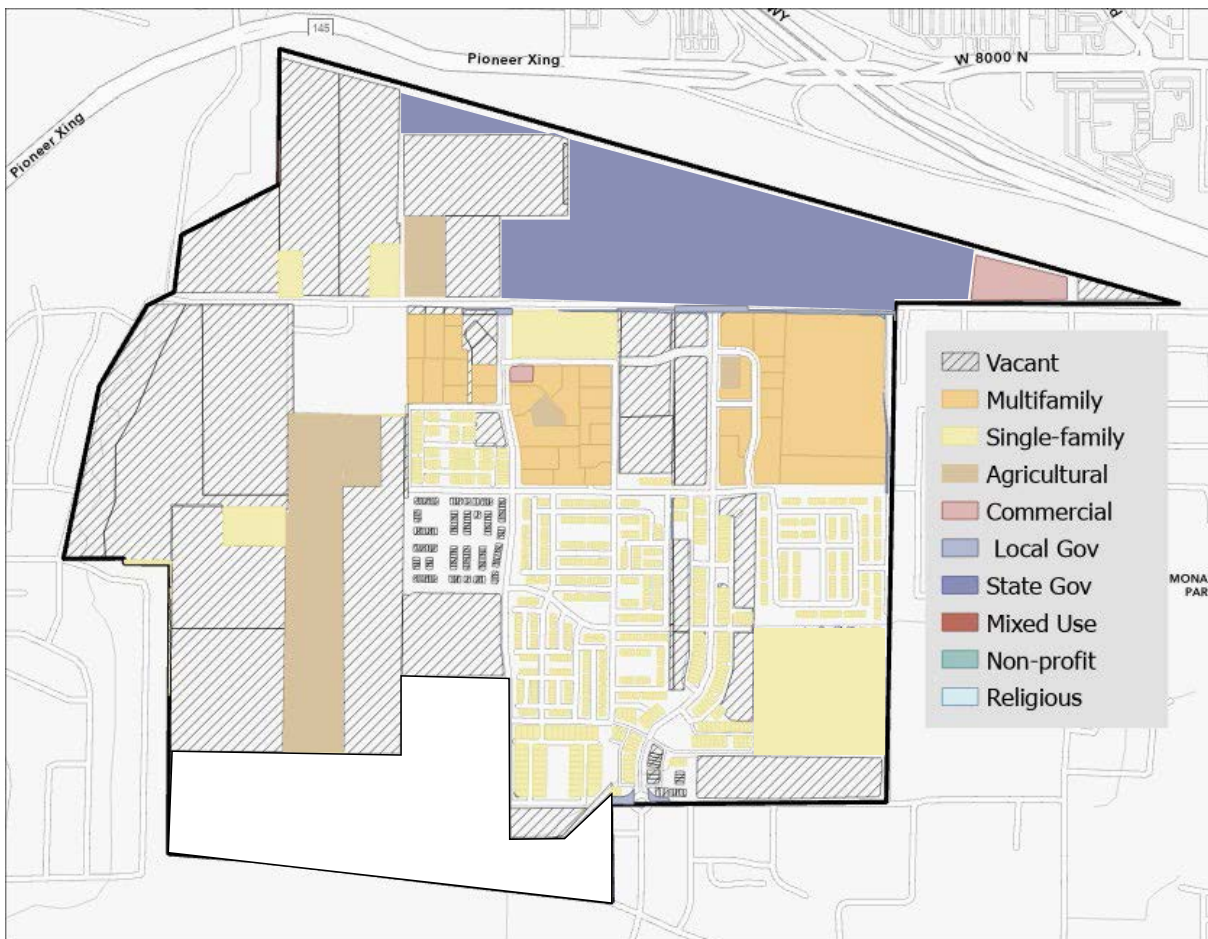 145
Pioneer Xing
WY
W 8000 N
P
Pioneer Xing
Vacant
Multifamily
Single-family
Agricultural
Commercial
Local Gov
State Gov
Mixed Use
Non-profit
Religious
MONA
PAR